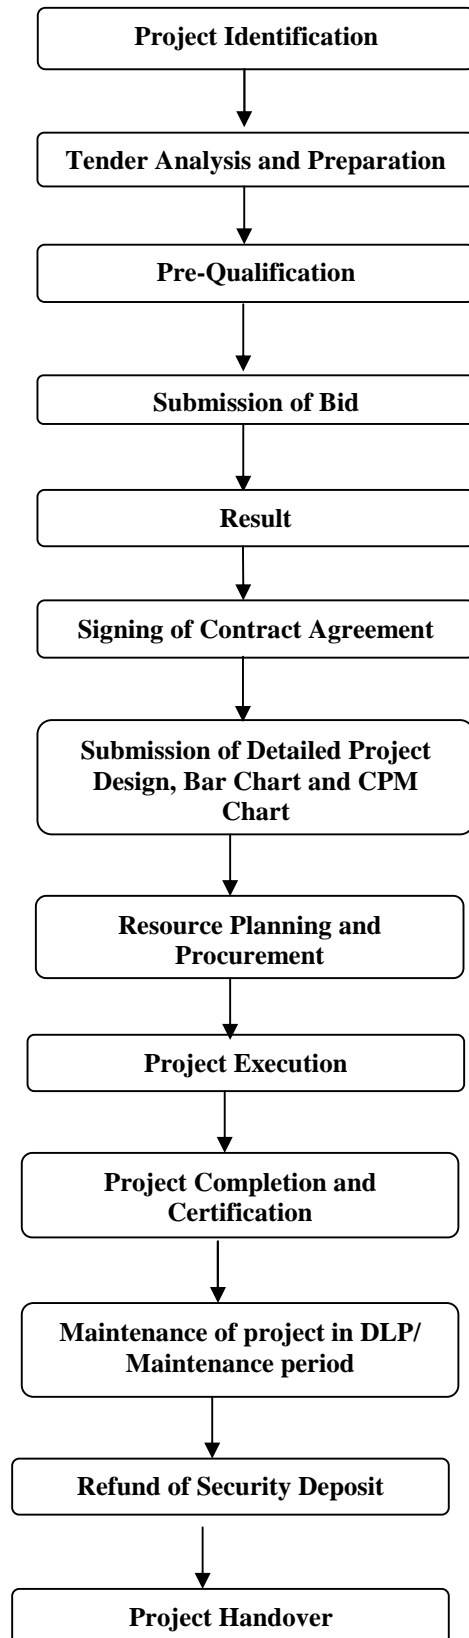 Project Identification
Tender Analysis and Preparation
Pre-Qualification
Submission of Bid
Result
Signing of Contract Agreement
Submission of Detailed Project
Design, Bar Chart and CPM
Chart
Resource Planning and
Procurement
Project Execution
Project Completion and
Certification
Maintenance of project in DLP/
Maintenance period
Refund of Security Deposit
Project Handover